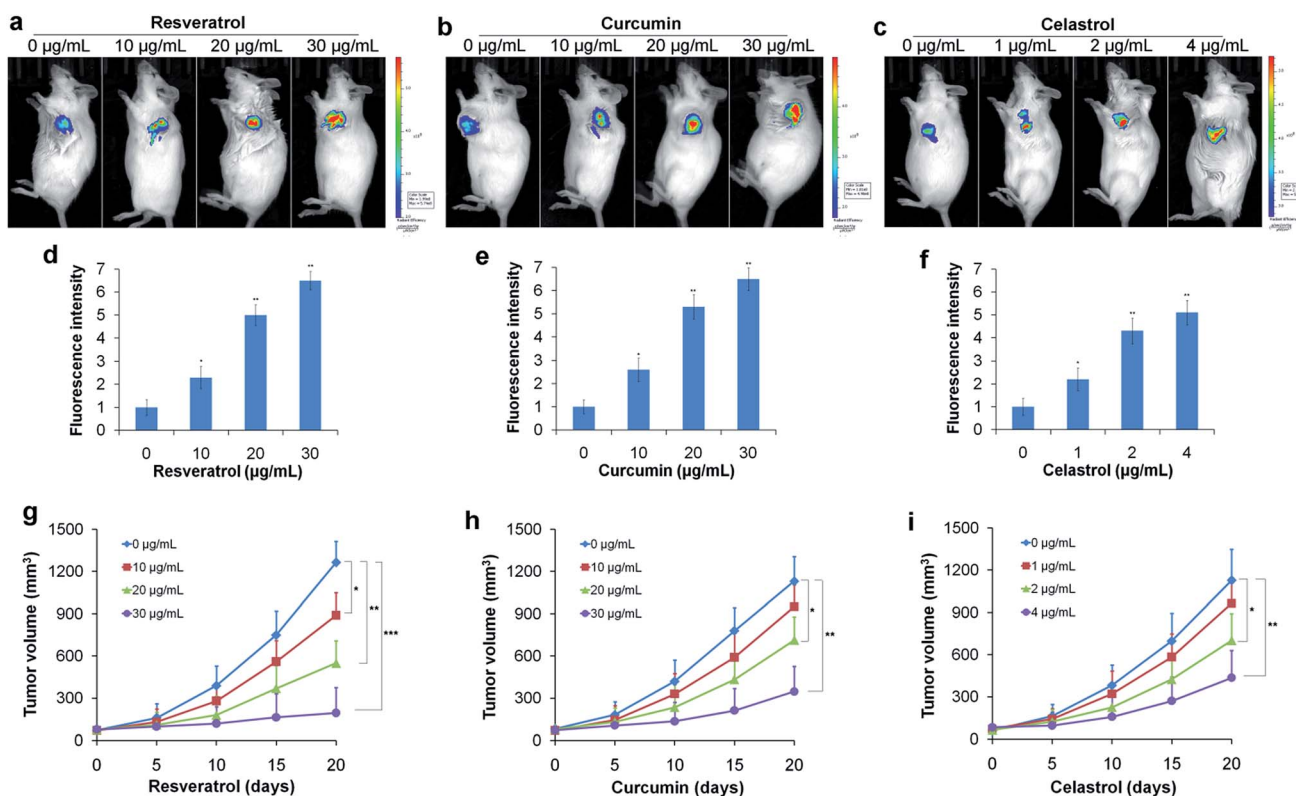 a
Resveratrol
0 µg/mL 10 µg/mL 20 µg/mL 30 µg/mL
b
Curcumin
0 µg/mL 10 µg/mL 20 µg/mL 30 µg/mL
c
Celastrol
0 µg/mL 1 µg/mL 2 µg/mL 4 µg/mL
Color Scale
Color Scale
Color Scale
d
Fluorescence intensity
7
6
5
4
3
2
1
0
* ** **
0 10 20 30
Resveratrol (µg/mL)
e
Fluorescence intensity
7
6
5
4
3
2
1
0
* ** **
0 10 20 30
Curcumin (µg/mL)
f
Fluorescence intensity
7
6
5
4
3
2
1
0
* ** **
0 1 2 4
Celastrol (µg/mL)
g
Tumor volume (mm³)
1500
1200
900
600
300
0
0 µg/mL
10 µg/mL
20 µg/mL
30 µg/mL
* ** ***
0 5 10 15 20
Resveratrol (days)
h
Tumor volume (mm³)
1500
1200
900
600
300
0
0 µg/mL
10 µg/mL
20 µg/mL
30 µg/mL
* **
0 5 10 15 20
Curcumin (days)
i
Tumor volume (mm³)
1500
1200
900
600
300
0
0 µg/mL
1 µg/mL
2 µg/mL
4 µg/mL
* **
0 5 10 15 20
Celastrol (days)